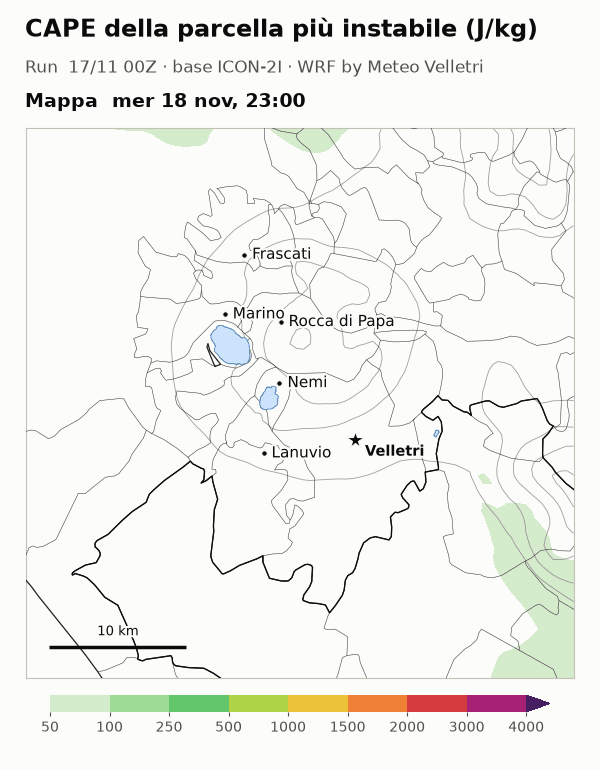 CAPE della parcella più instabile (J/kg)
Run  17/11 00Z · base ICON-2I · WRF by Meteo Velletri
Mappa  mer 18 nov, 23:00
Frascati
Marino
Rocca di Papa
Nemi
Velletri
Lanuvio
10 km
50 100 250 500 1000 1500 2000 3000 4000